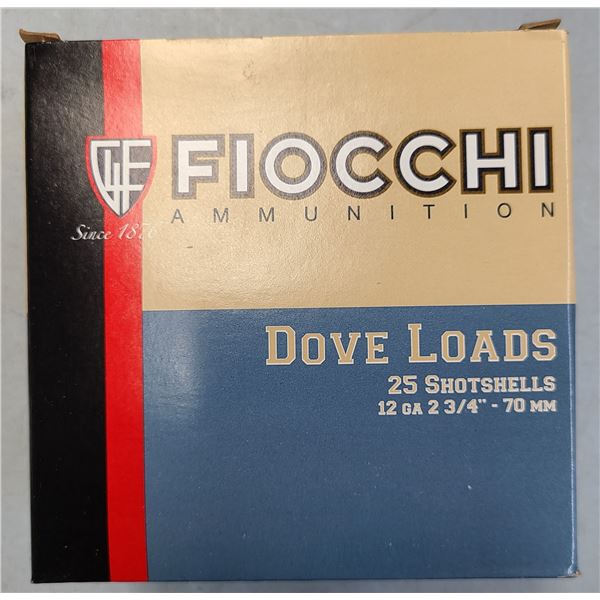 FIOCCHI
AMMUNITION
Since 1876
DOVE LOADS
25 SHOTSHELLS
12 GA 2 3/4" - 70 MM